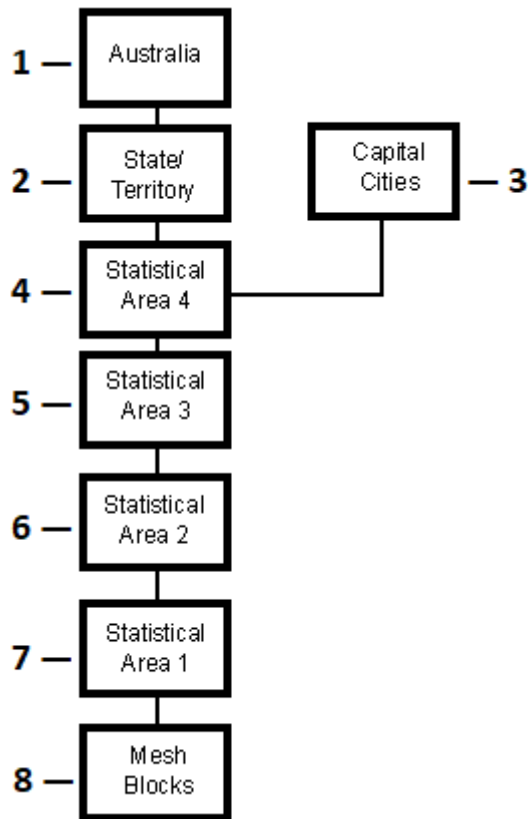 1 — Australia
2 — State/
Territory
Capital
Cities — 3
4 — Statistical
Area 4
5 — Statistical
Area 3
6 — Statistical
Area 2
7 — Statistical
Area 1
8 — Mesh
Blocks